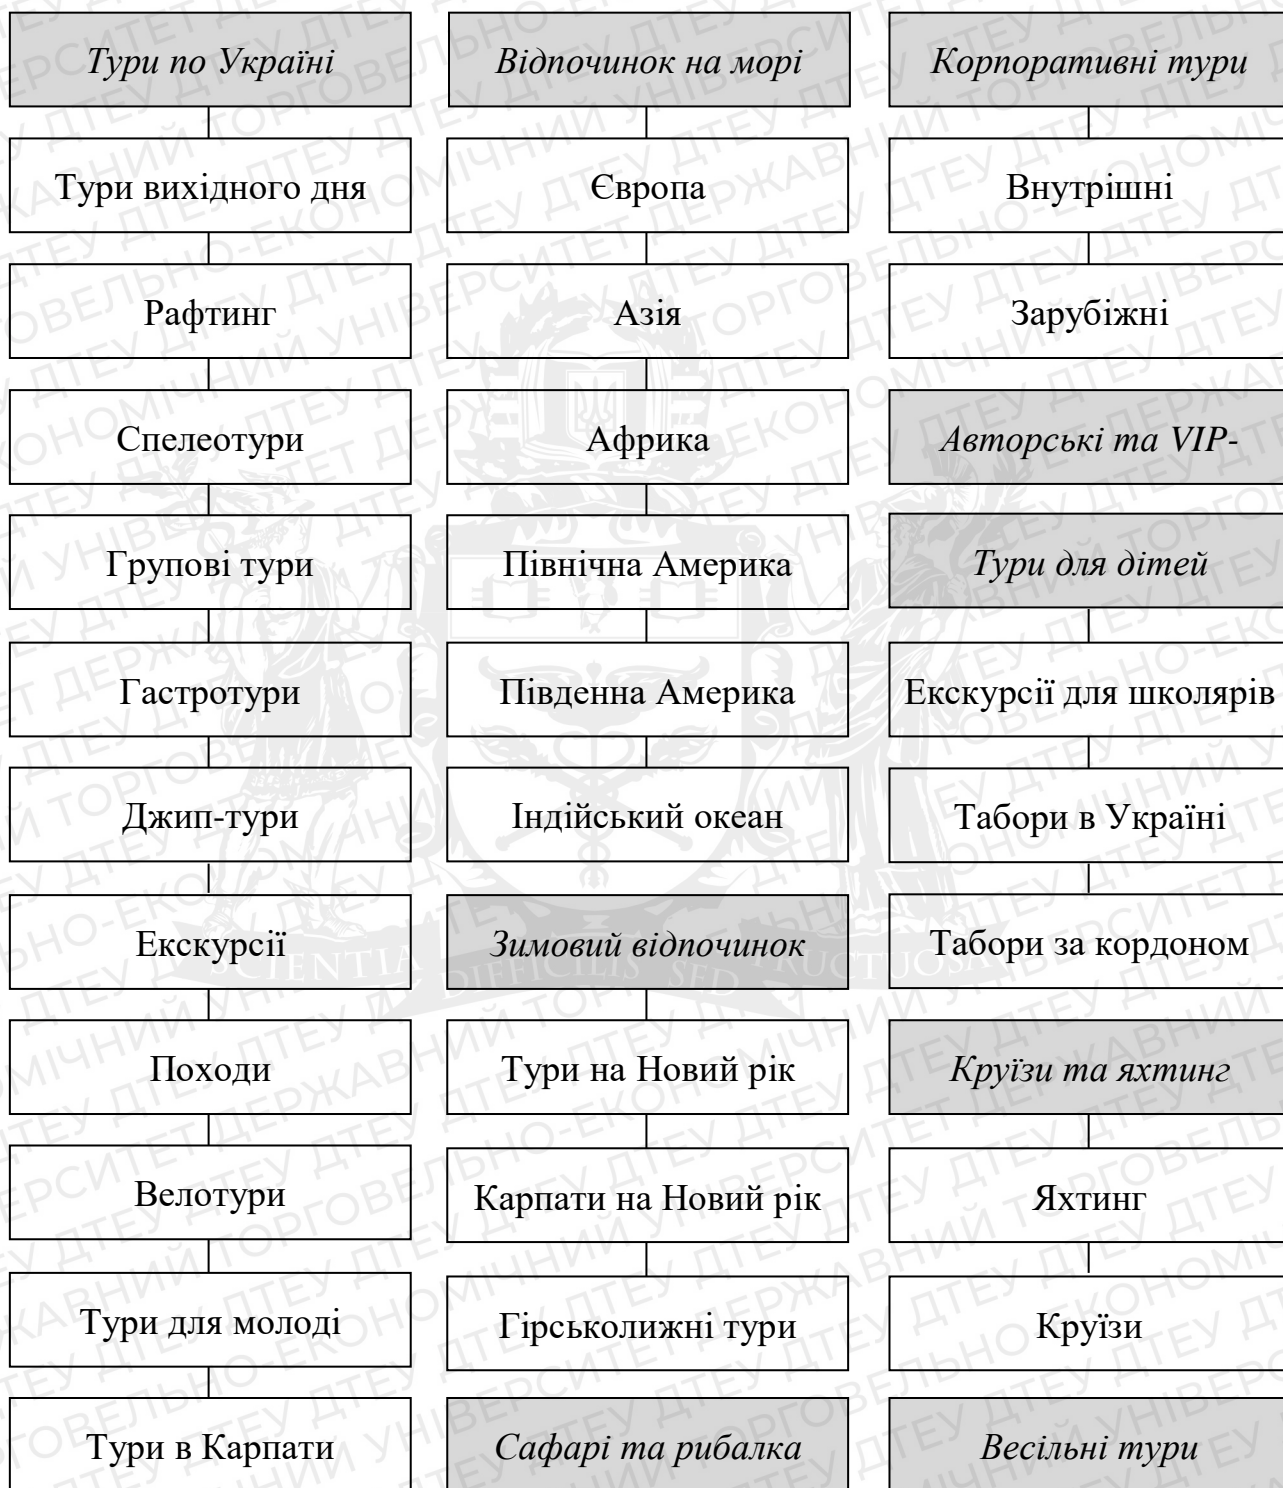 Тури по Україні
Тури вихідного дня
Рафтинг
Спелеотури
Групові тури
Гастротури
Джип-тури
Екскурсії
Походи
Велотури
Тури для молоді
Тури в Карпати
Відпочинок на морі
Європа
Азія
Африка
Північна Америка
Південна Америка
Індійський океан
Зимовий відпочинок
Тури на Новий рік
Карпати на Новий рік
Гірськолижні тури
Сафарі та рибалка
Корпоративні тури
Внутрішні
Зарубіжні
Авторські та VIP-
Тури для дітей
Екскурсії для школярів
Табори в Україні
Табори за кордоном
Круїзи та яхтинг
Яхтинг
Круїзи
Весільні тури